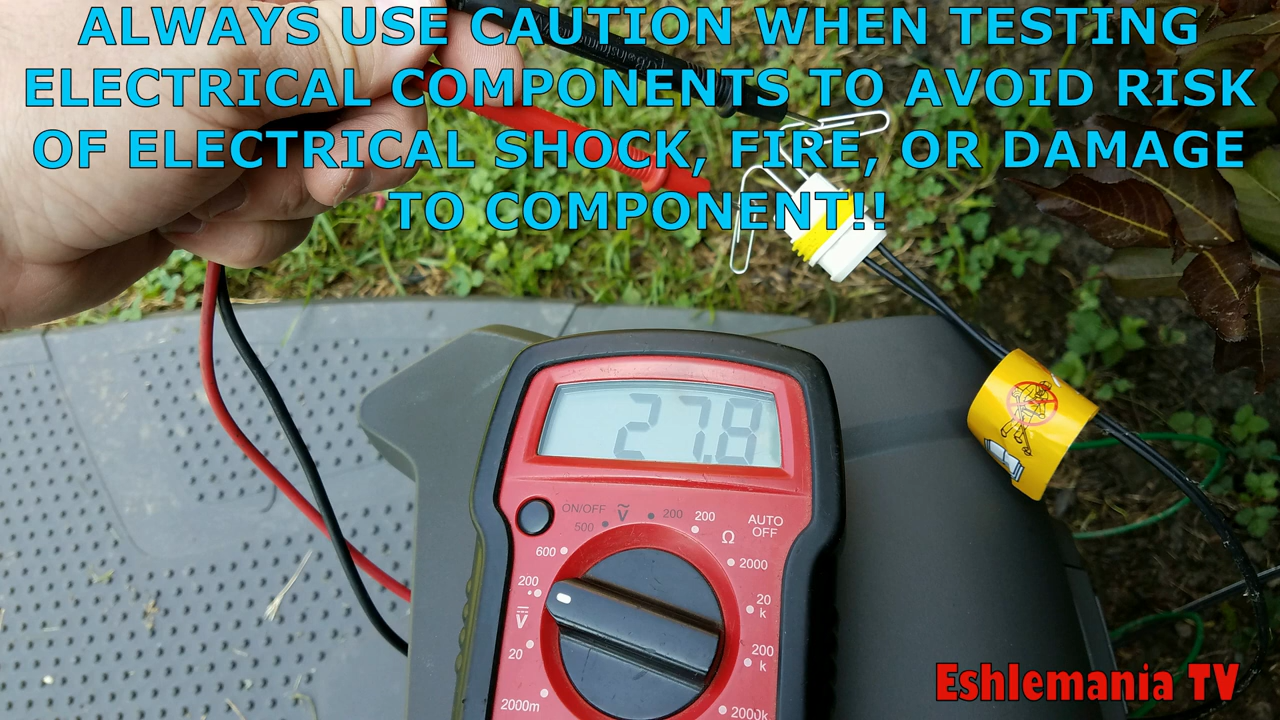 ALWAYS USE CAUTION WHEN TESTING
ELECTRICAL COMPONENTS TO AVOID RISK
OF ELECTRICAL SHOCK, FIRE, OR DAMAGE
TO COMPONENT!!
27.8
ON/OFF
500
V
200
200
Ω
AUTO
OFF
600
2000
200
V
20
k
20
200
k
2000m
2000k
Eshlemania TV